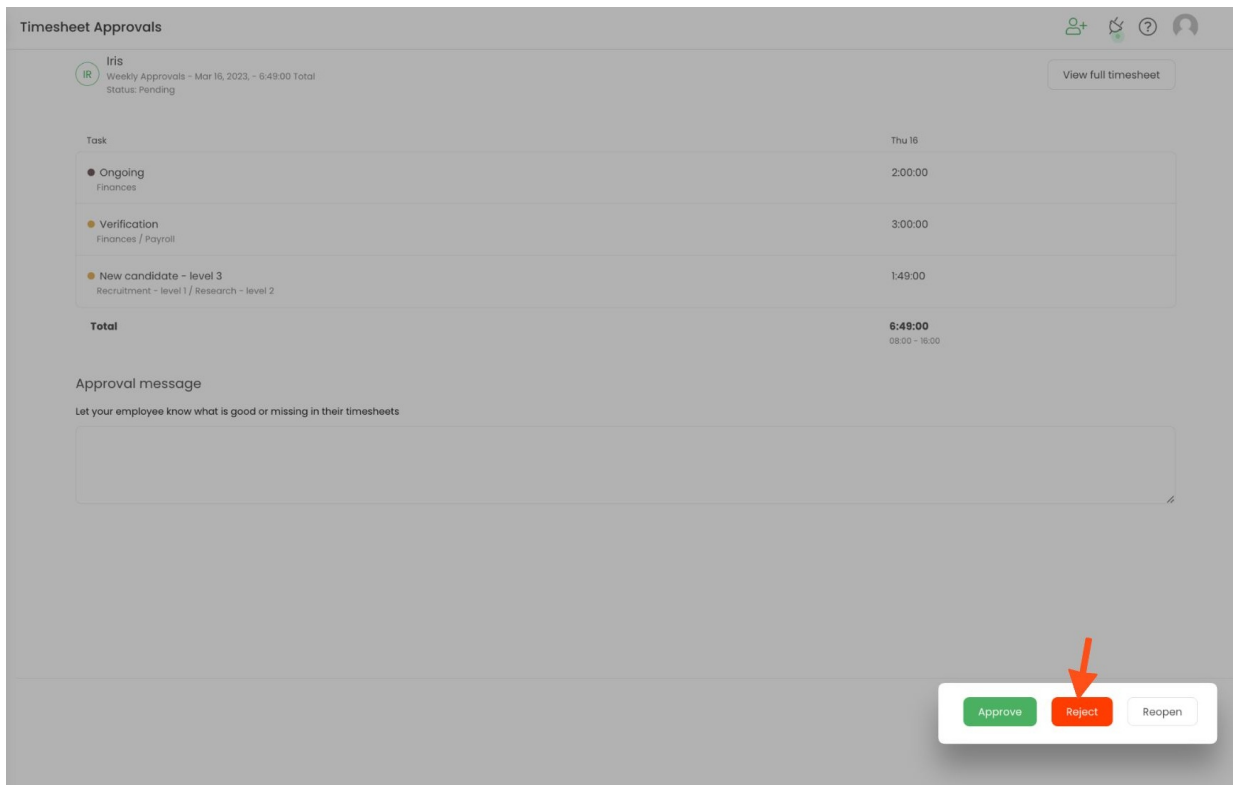 Timesheet Approvals
IR
Iris
Weekly Approvals - Mar 16, 2023, - 6:49:00 Total
Status: Pending
View full timesheet
Task Thu 16
Ongoing 2:00:00
Finances
Verification 3:00:00
Finances / Payroll
New candidate - level 3 1:49:00
Recruitment - level 1 / Research - level 2
Total 6:49:00
08:00 - 16:00
Approval message
Let your employee know what is good or missing in their timesheets
Approve Reject Reopen